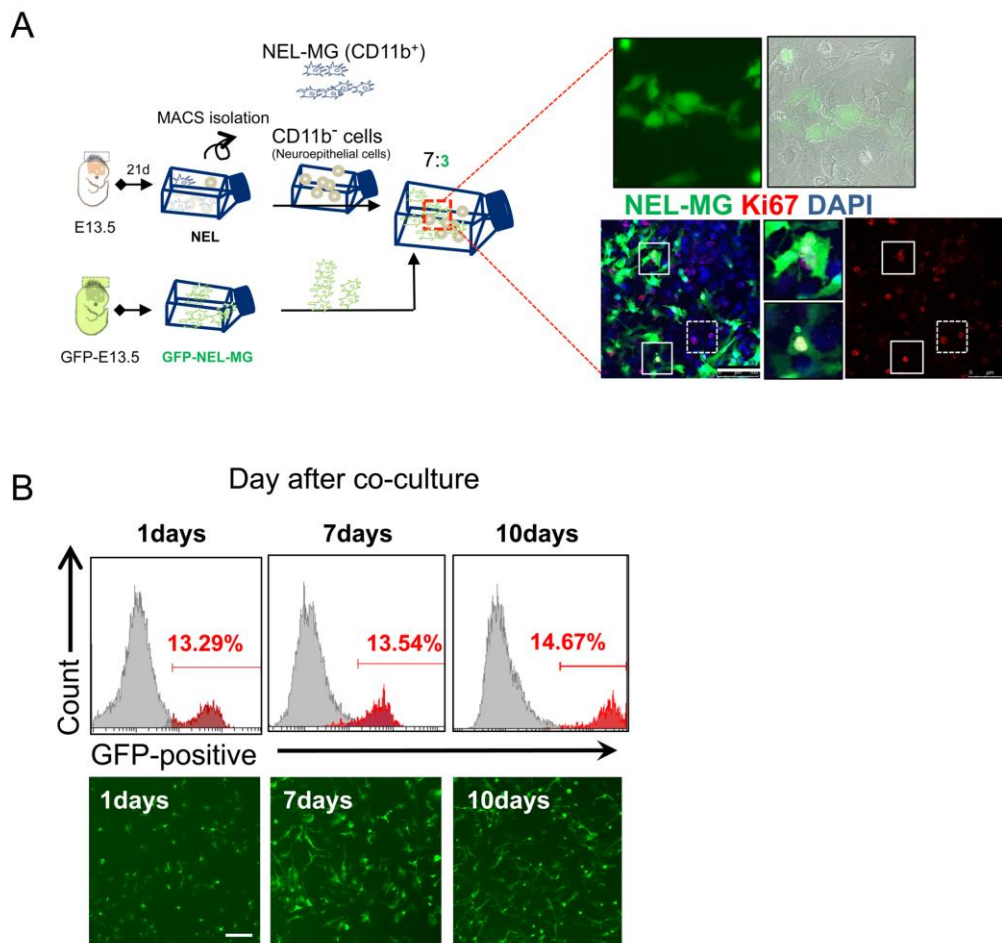 A
NEL-MG (CD11b⁺)
MACS isolation
CD11b⁻ cells
(Neuroepithelial cells)
7:3
21d
E13.5
NEL
GFP-E13.5
GFP-NEL-MG
NEL-MG Ki67 DAPI
B
Day after co-culture
1days
7days
10days
Count
13.29%
13.54%
14.67%
GFP-positive
1days
7days
10days